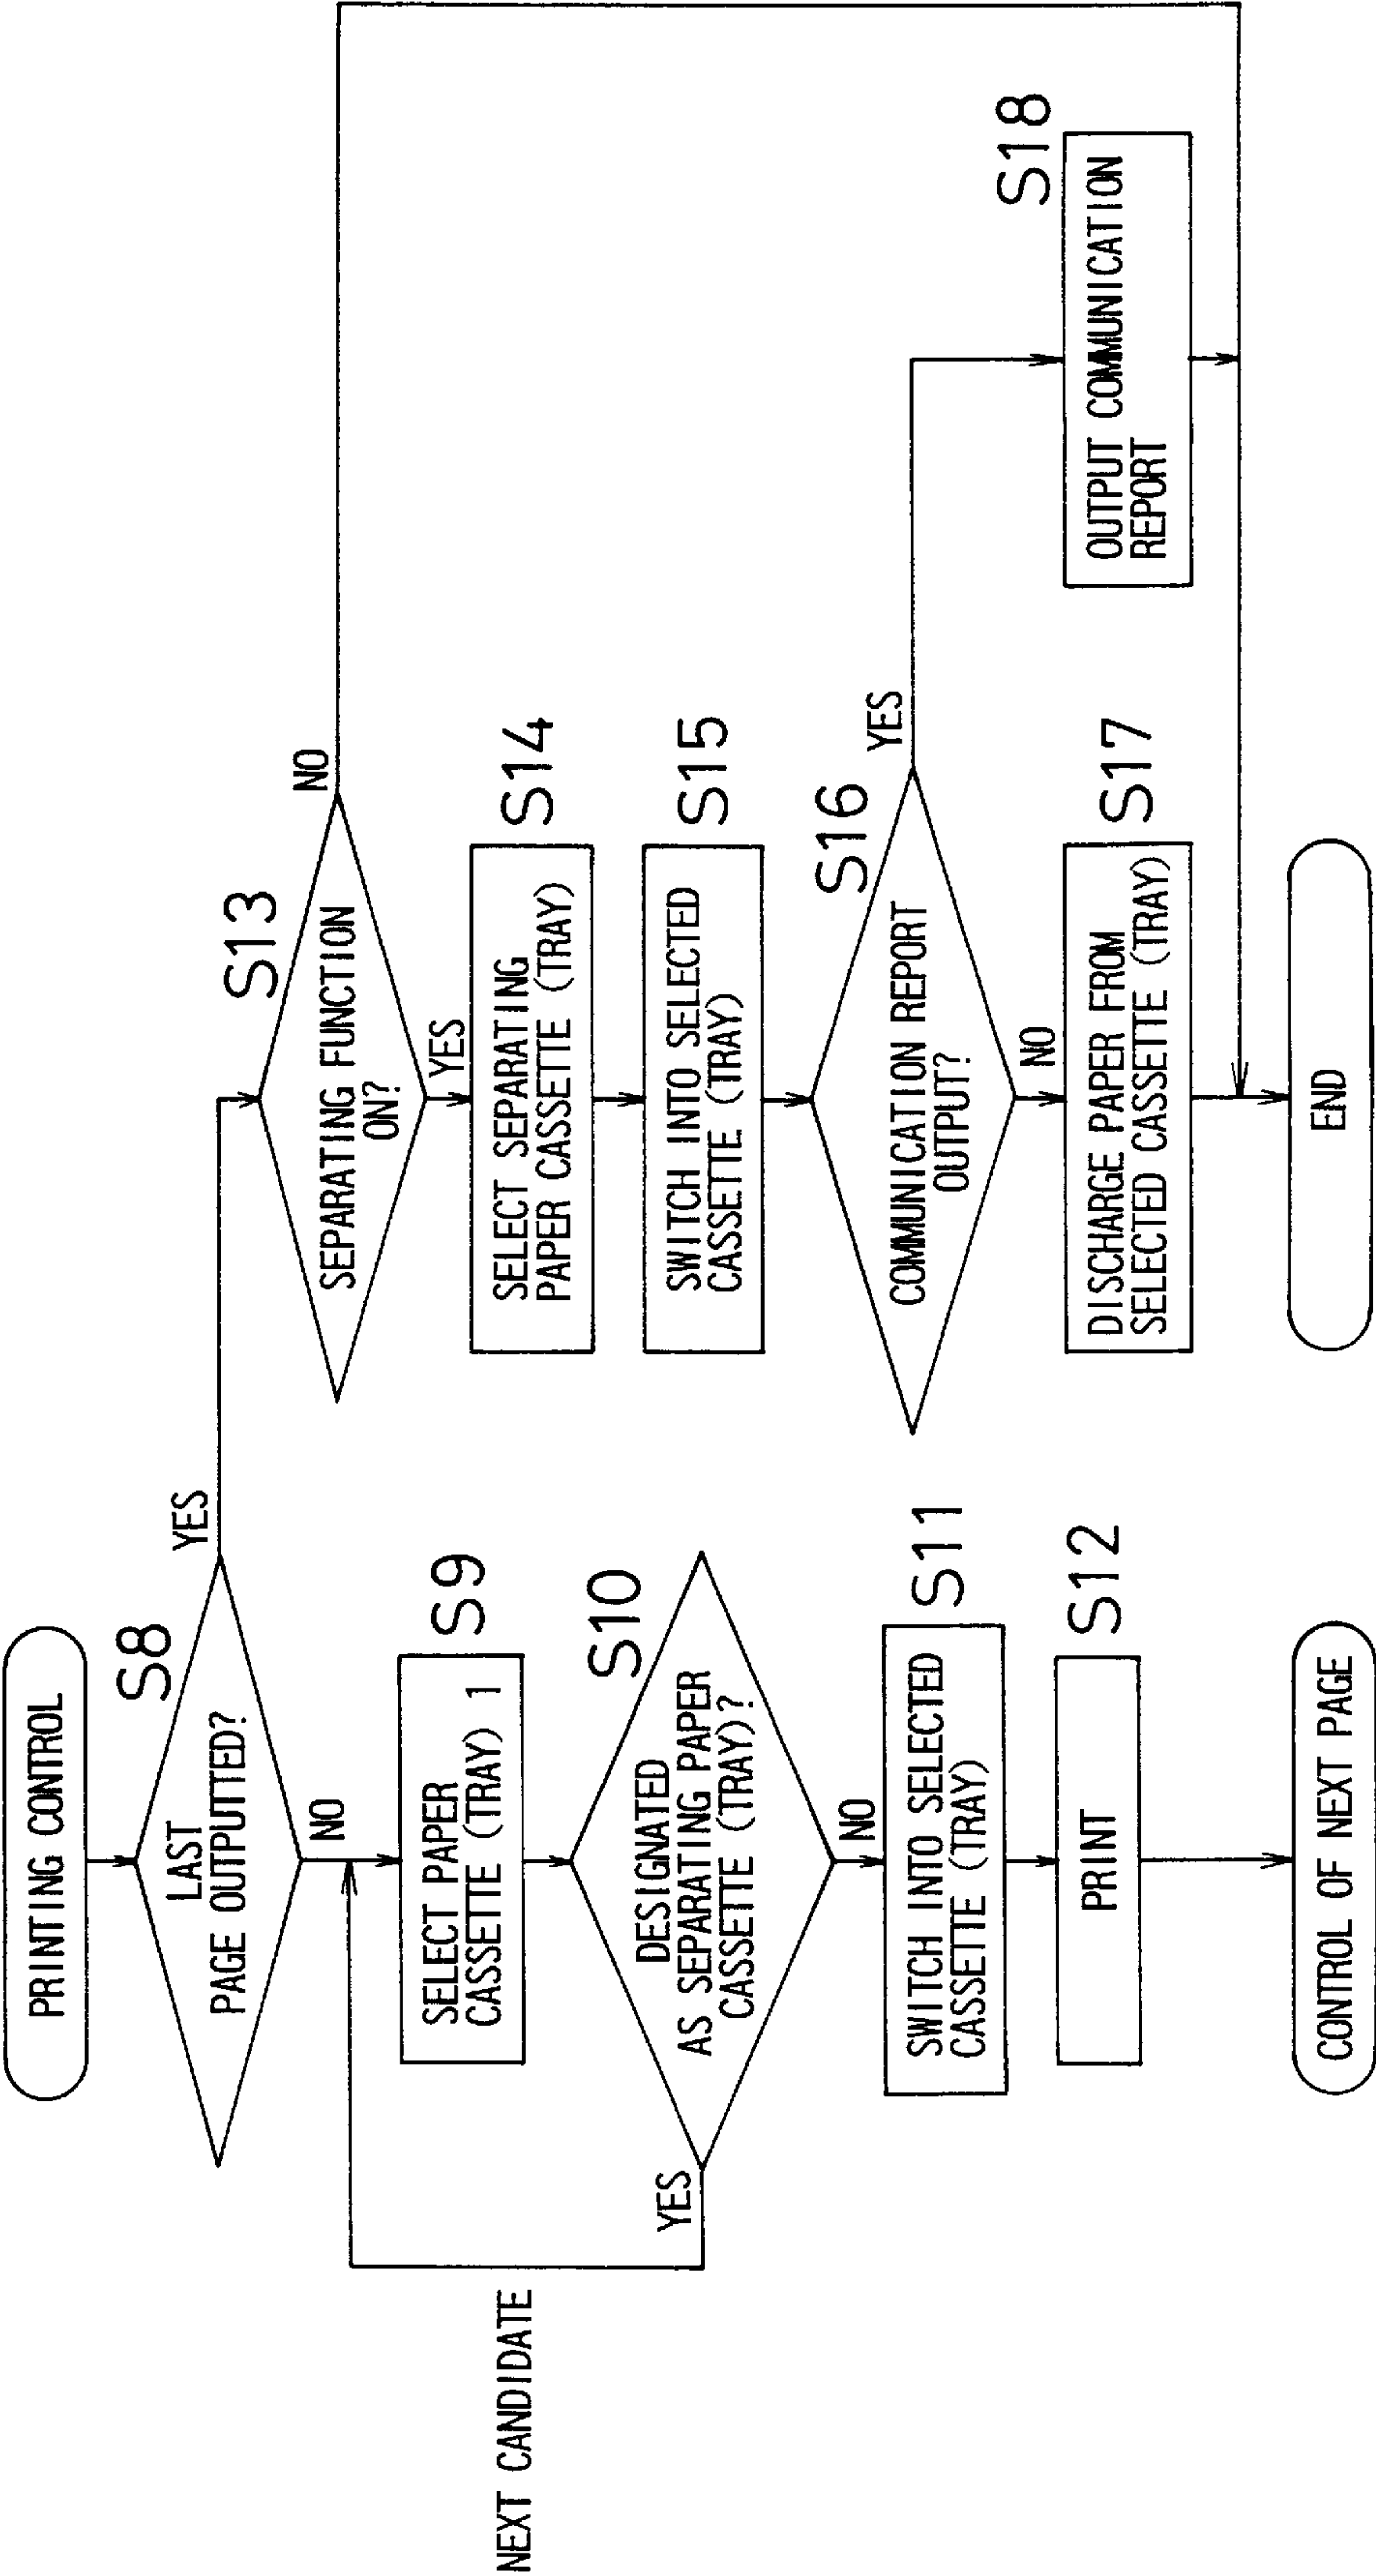 PRINTING CONTROL
S8
LAST
PAGE OUTPUTTED?
YES
NO
S9
SELECT PAPER
CASSETTE (TRAY) 1
S10
DESIGNATED
AS SEPARATING PAPER
CASSETTE (TRAY)?
YES
NEXT CANDIDATE
NO
S11
SWITCH INTO SELECTED
CASSETTE (TRAY)
S12
PRINT
CONTROL OF NEXT PAGE
S13
SEPARATING FUNCTION
ON?
NO
YES
S14
SELECT SEPARATING
PAPER CASSETTE (TRAY)
S15
SWITCH INTO SELECTED
CASSETTE (TRAY)
S16
COMMUNICATION REPORT
OUTPUT?
YES
NO
S17
DISCHARGE PAPER FROM
SELECTED CASSETTE (TRAY)
S18
OUTPUT COMMUNICATION
REPORT
END